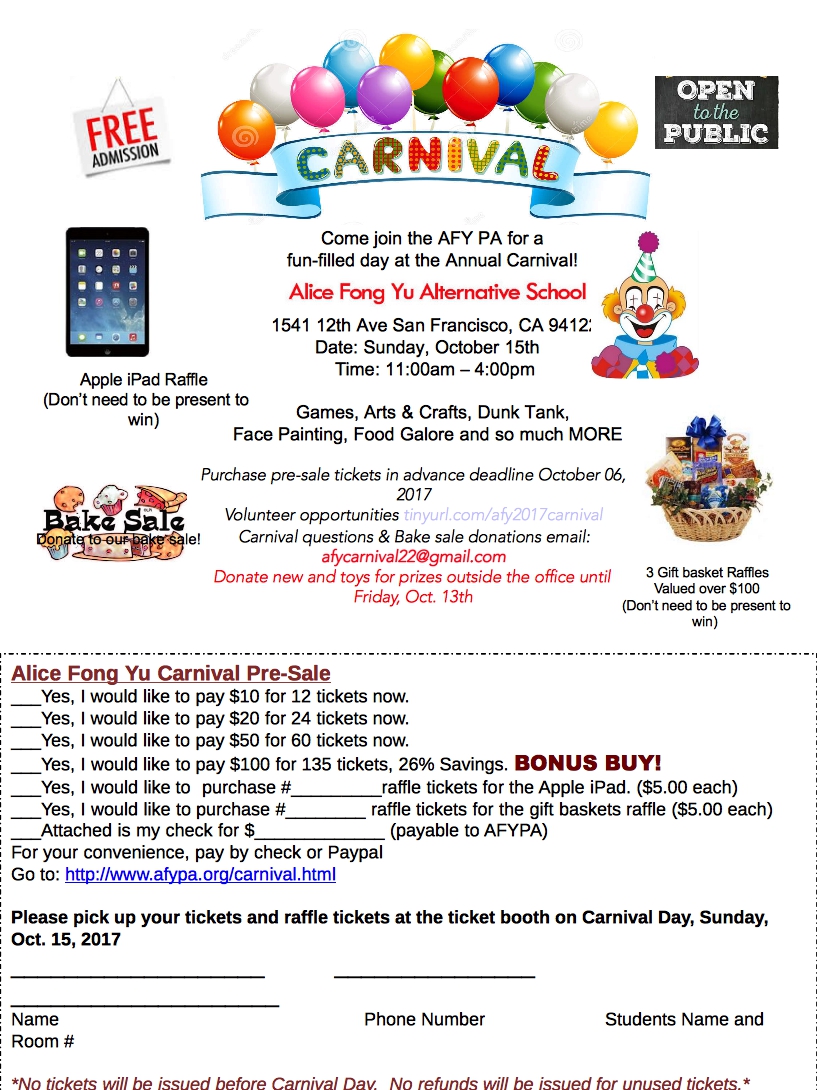 FREE
ADMISSION
OPEN
to the
PUBLIC
CARNIVAL
Come join the AFY PA for a
fun-filled day at the Annual Carnival!
Alice Fong Yu Alternative School
1541 12th Ave San Francisco, CA 94122
Date: Sunday, October 15th
Time: 11:00am – 4:00pm
Apple iPad Raffle
(Don't need to be present to
win)
Games, Arts & Crafts, Dunk Tank,
Face Painting, Food Galore and so much MORE
Purchase pre-sale tickets in advance deadline October 06,
2017
Volunteer opportunities tinyurl.com/afy2017carnival
Carnival questions & Bake sale donations email:
afycarnival22@gmail.com
Donate new and toys for prizes outside the office until
Friday, Oct. 13th
Bake Sale
Donate to our bake sale!
3 Gift basket Raffles
Valued over $100
(Don't need to be present to
win)
Alice Fong Yu Carnival Pre-Sale
___Yes, I would like to pay $10 for 12 tickets now.
___Yes, I would like to pay $20 for 24 tickets now.
___Yes, I would like to pay $50 for 60 tickets now.
___Yes, I would like to pay $100 for 135 tickets, 26% Savings. BONUS BUY!
___Yes, I would like to  purchase #_________raffle tickets for the Apple iPad. ($5.00 each)
___Yes, I would like to purchase #________ raffle tickets for the gift baskets raffle ($5.00 each)
___Attached is my check for $_____________ (payable to AFYPA)
For your convenience, pay by check or Paypal
Go to: http://www.afypa.org/carnival.html
Please pick up your tickets and raffle tickets at the ticket booth on Carnival Day, Sunday,
Oct. 15, 2017
Name Phone Number Students Name and
Room #
*No tickets will be issued before Carnival Day.  No refunds will be issued for unused tickets.*